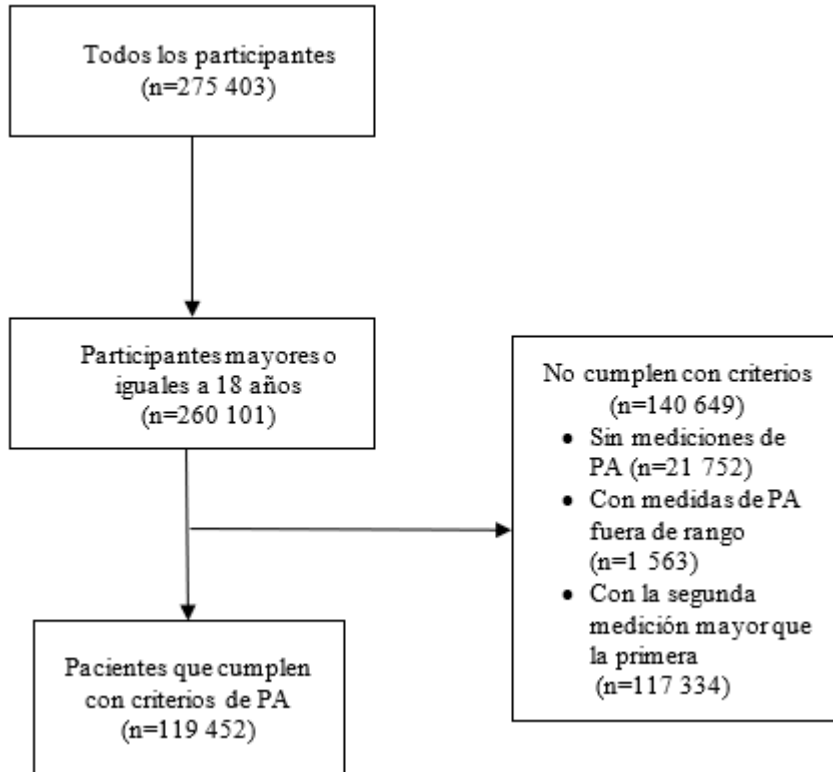 Todos los participantes
(n=275 403)
Participantes mayores o
iguales a 18 años
(n=260 101)
No cumplen con criterios
(n=140 649)
• Sin mediciones de
PA (n=21 752)
• Con medidas de PA
fuera de rango
(n=1 563)
• Con la segunda
medición mayor que
la primera
(n=117 334)
Pacientes que cumplen
con criterios de PA
(n=119 452)